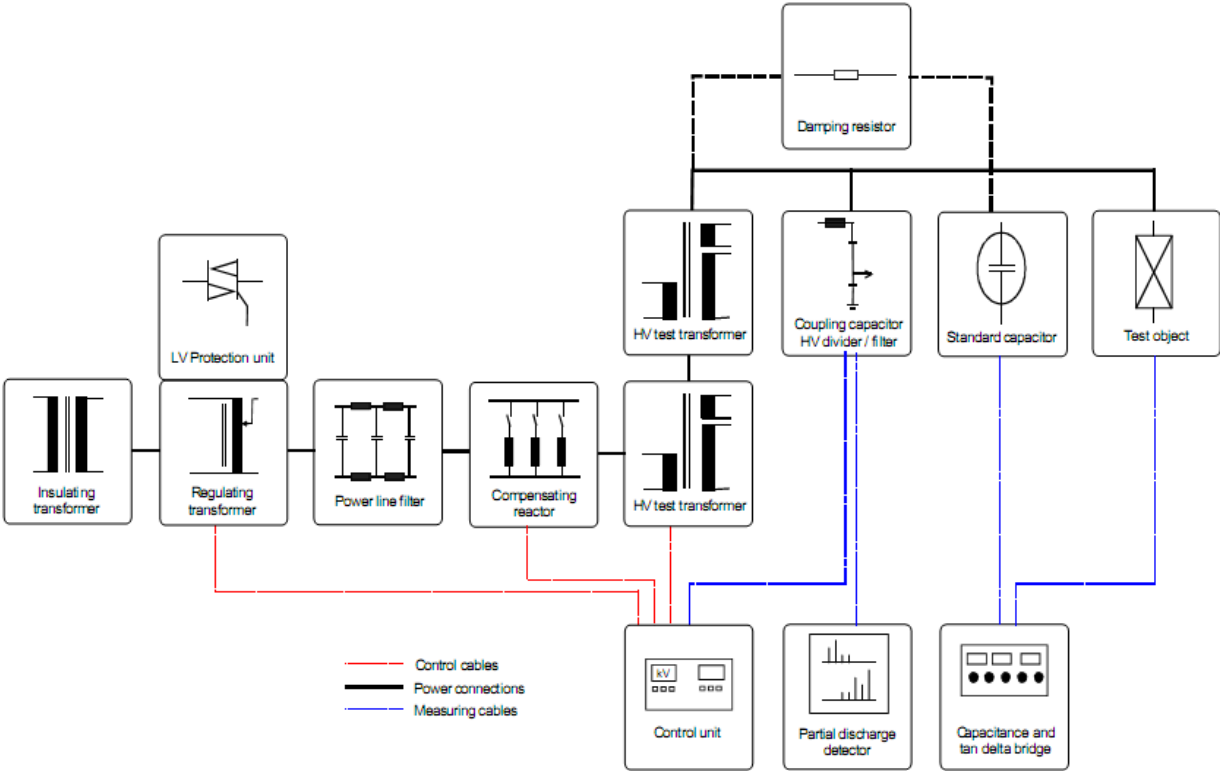 Damping resistor
LV Protection unit
HV test transformer
Coupling capacitor
HV divider / filter
Standard capacitor
Test object
Insulating
transformer
Regulating
transformer
Power line filter
Compensating
reactor
HV test transformer
Control cables
Power connections
Measuring cables
kV
Control unit
Partial discharge
detector
Capacitance and
tan delta bridge